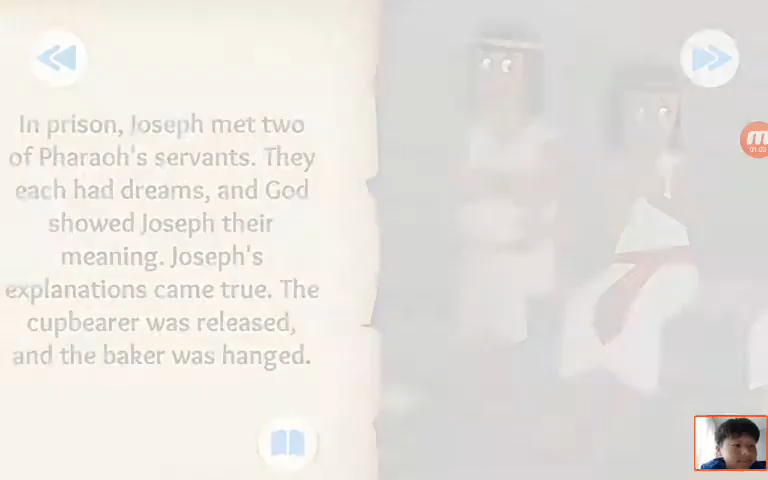 In prison, Joseph met two
of Pharaoh's servants. They
each had dreams, and God
showed Joseph their
meaning. Joseph's
explanations came true. The
cupbearer was released,
and the baker was hanged.